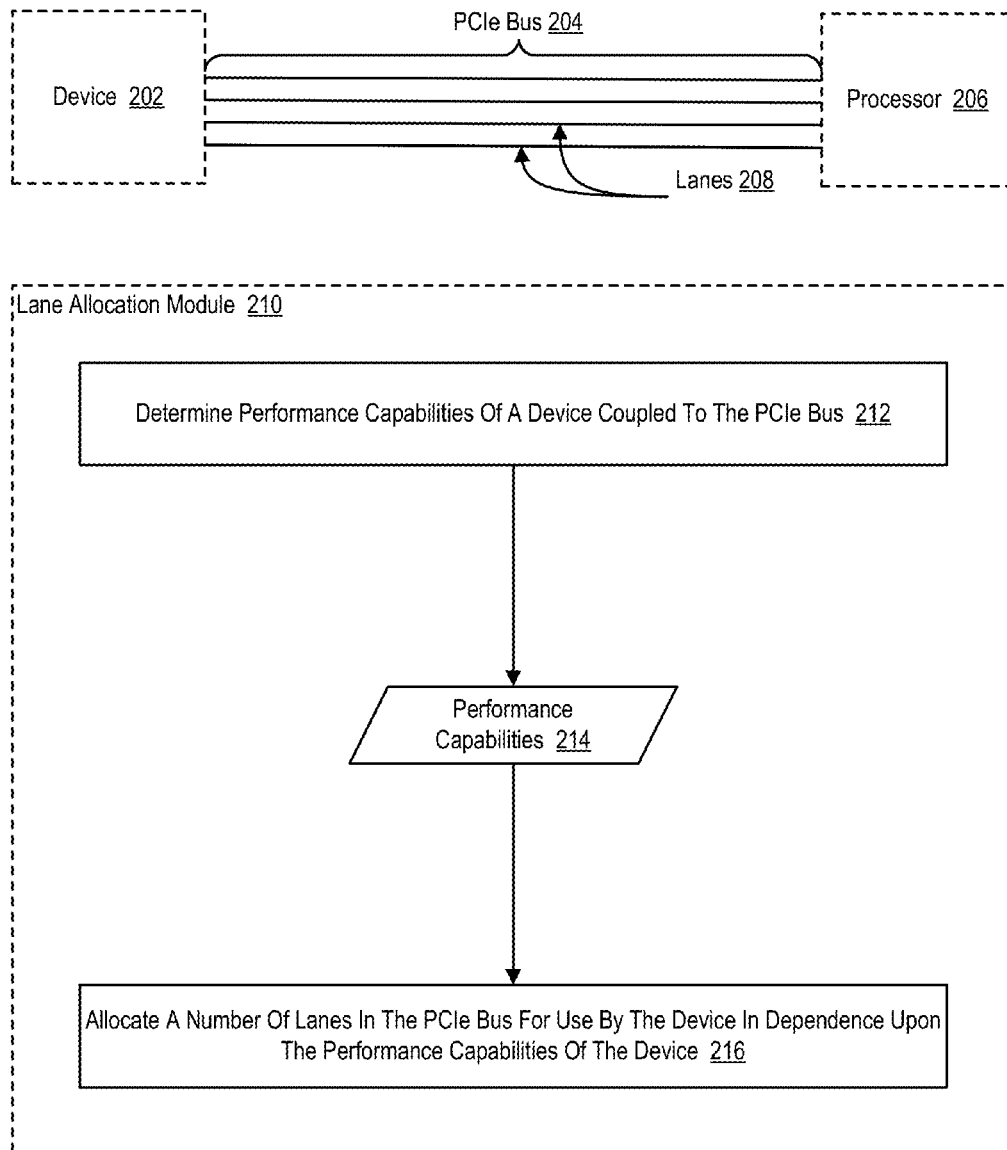 PCIe Bus 204
Device 202
Processor 206
Lanes 208
Lane Allocation Module 210
Determine Performance Capabilities Of A Device Coupled To The PCIe Bus 212
Performance
Capabilities 214
Allocate A Number Of Lanes In The PCIe Bus For Use By The Device In Dependence Upon
The Performance Capabilities Of The Device 216